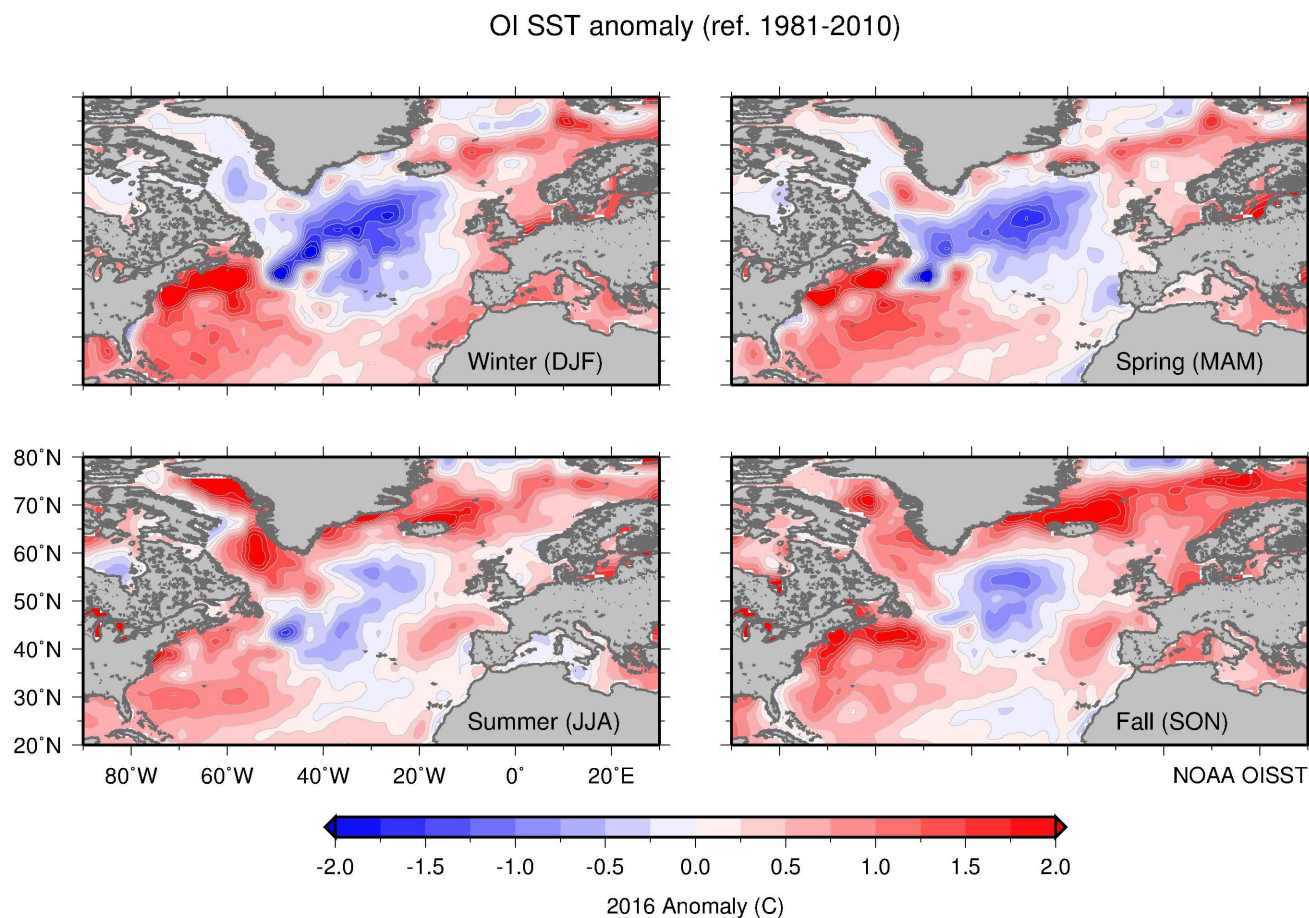 OI SST anomaly (ref. 1981-2010)
Winter (DJF)
Spring (MAM)
80˚N
70˚N
60˚N
50˚N
40˚N
30˚N
20˚N
Summer (JJA)
Fall (SON)
80˚W 60˚W 40˚W 20˚W 0˚ 20˚E
NOAA OISST
-2.0 -1.5 -1.0 -0.5 0.0 0.5 1.0 1.5 2.0
2016 Anomaly (C)